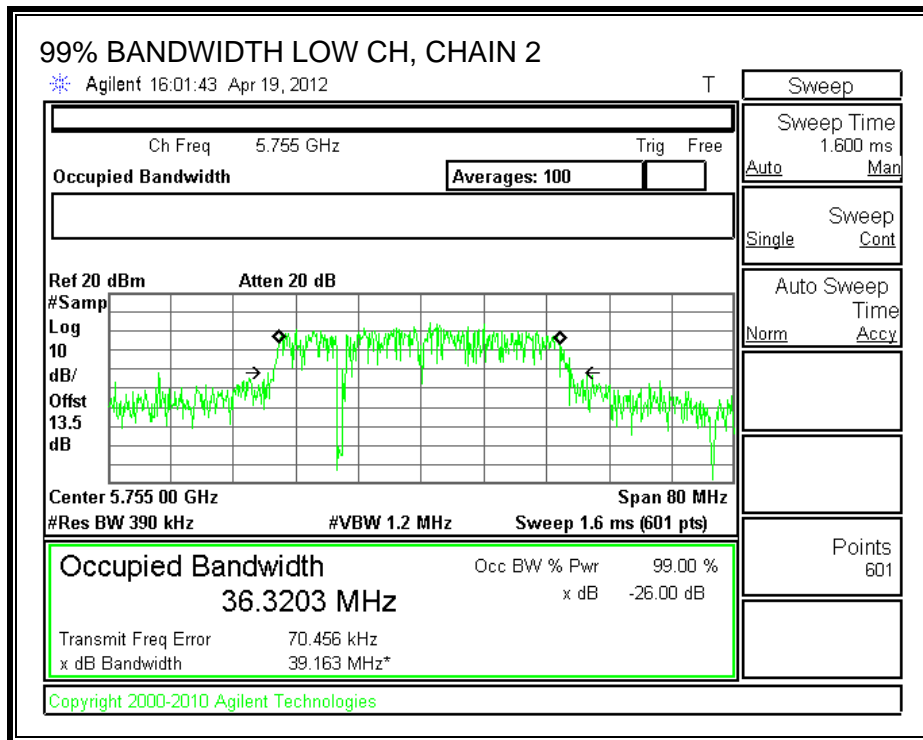 99% BANDWIDTH LOW CH, CHAIN 2
Agilent 16:01:43 Apr 19, 2012 T
Ch Freq 5.755 GHz Trig Free
Occupied Bandwidth Averages: 100
Ref 20 dBm Atten 20 dB
#Samp
Log
10
dB/
Offst
13.5
dB
Center 5.755 00 GHz Span 80 MHz
#Res BW 390 kHz #VBW 1.2 MHz Sweep 1.6 ms (601 pts)
Occupied Bandwidth Occ BW % Pwr 99.00 %
36.3203 MHz x dB -26.00 dB
Transmit Freq Error 70.456 kHz
x dB Bandwidth 39.163 MHz*
Copyright 2000-2010 Agilent Technologies
Sweep
Sweep Time
1.600 ms
Auto Man
Sweep
Single Cont
Auto Sweep
Time
Norm Accy
Points
601